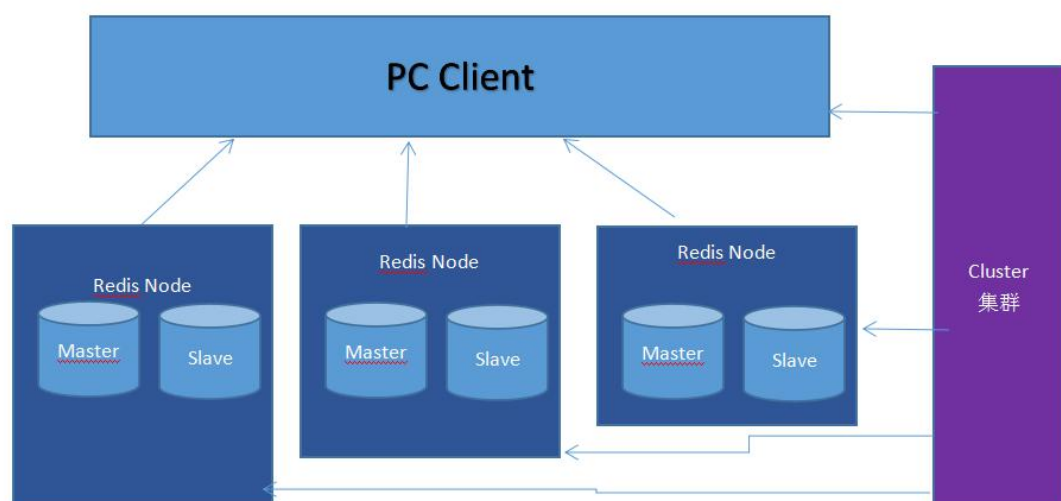 PC Client
Redis Node
Master
Slave
Redis Node
Master
Slave
Redis Node
Master
Slave
Cluster
集群